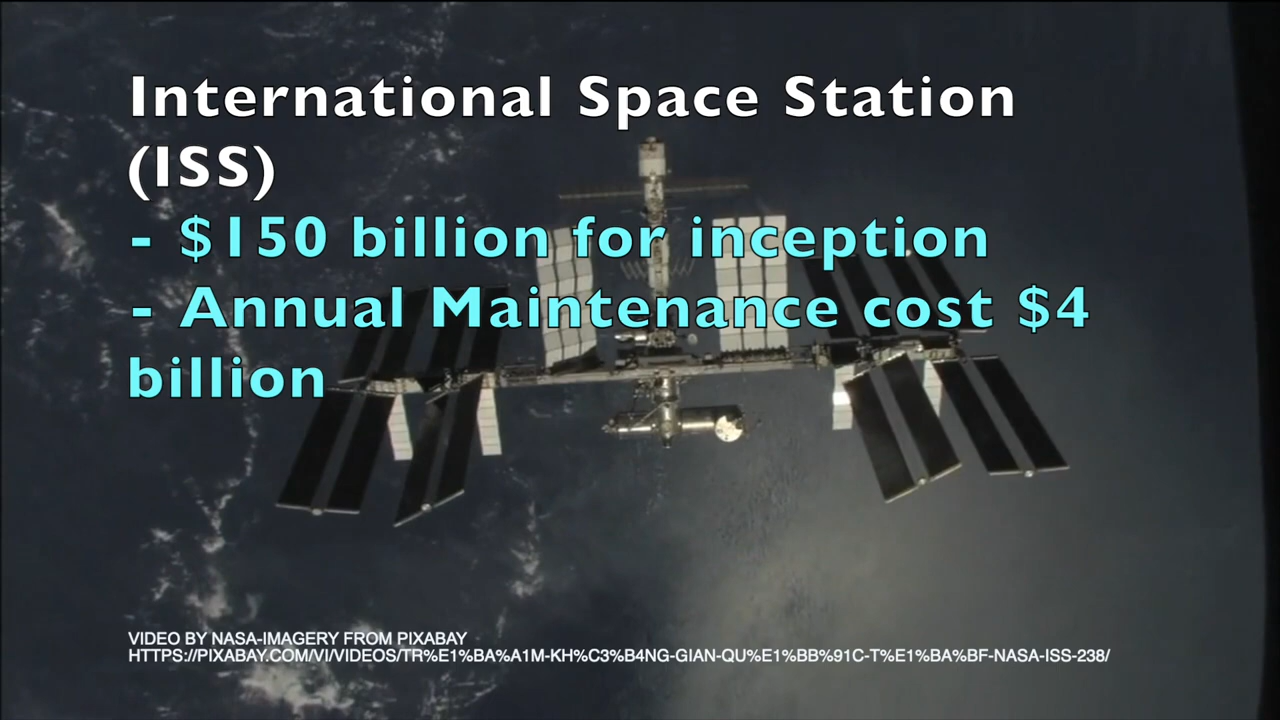 International Space Station
(ISS)
- $150 billion for inception
- Annual Maintenance cost $4
billion
VIDEO BY NASA-IMAGERY FROM PIXABAY
HTTPS://PIXABAY.COM/VI/VIDEOS/TR%E1%BA%A1M-KH%C3%B4NG-GIAN-QU%E1%BB%91C-T%E1%BA%BF-NASA-ISS-238/